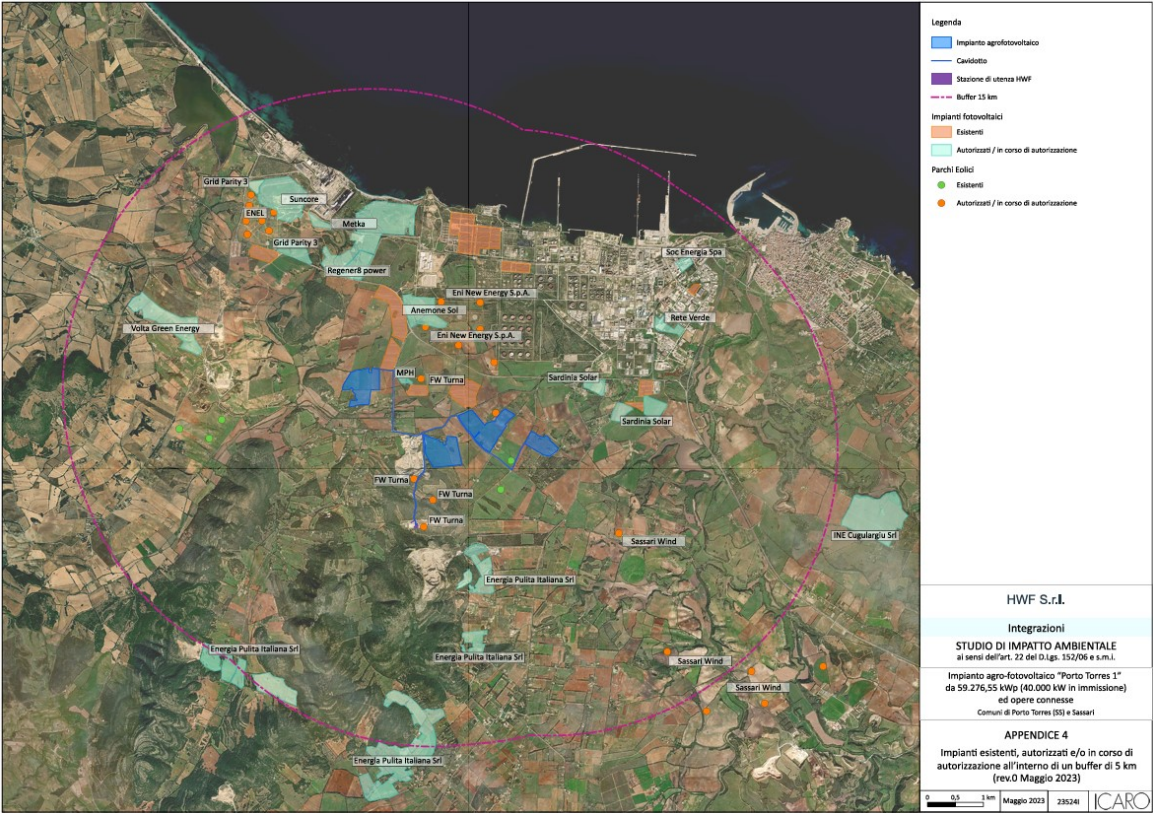 Grid Parity 3
Suncore
ENEL
Metka
Grid Parity 3
Regener8 power
Soc Energia Spa
Eni New Energy S.p.A.
Anemone Sol
Volta Green Energy
Rete Verde
Eni New Energy S.p.A.
MPH
FW Turna
Sardinia Solar
Sardinia Solar
FW Turna
FW Turna
FW Turna
INE Cugulargiu Srl
Sassari Wind
Energia Pulita Italiana Srl
Energia Pulita Italiana Srl
Energia Pulita Italiana Srl
Sassari Wind
Sassari Wind
Energia Pulita Italiana Srl
Legenda
Impianto agrofotovoltaico
Cavidotto
Stazione di utenza HWF
Buffer 15 km
Impianti fotovoltaici
Esistenti
Autorizzati / in corso di autorizzazione
Parchi Eolici
Esistenti
Autorizzati / in corso di autorizzazione
HWF S.r.l.
Integrazioni
STUDIO DI IMPATTO AMBIENTALE
ai sensi dell'art. 22 del D.Lgs. 152/06 e s.m.i.
Impianto agro-fotovoltaico "Porto Torres 1"
da 59.276,55 kWp (40.000 kW in immissione)
ed opere connesse
Comuni di Porto Torres (SS) e Sassari
APPENDICE 4
Impianti esistenti, autorizzati e/o in corso di
autorizzazione all'interno di un buffer di 5 km
(rev.0 Maggio 2023)
0 0,5 1 km
Maggio 2023
23524I
ICARO